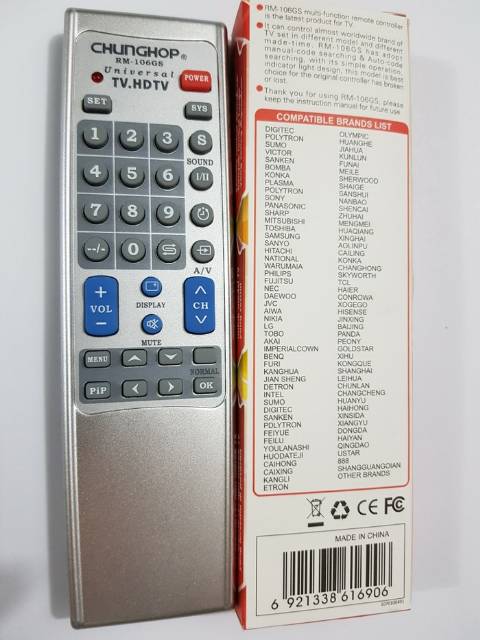 CHUNGHOP®
RM-106GS
Universal
TV.HDTV
POWER
SET
SYS
1
2
3
S
SOUND
4
5
6
I/II
7
8
9
--/-
0
A/V
+
VOL
−
DISPLAY
CH
MUTE
MENU
NORMAL
PiP
OK
RM-106GS multi-function remote controller
is the latest product for TV.
It can control almost worldwide brand of
TV set in different model and different
made-time, RM-106GS has adopt
manual-code searching & Auto-code
searching, with its simple operation,
indicator light design, this model is best
choice for the original controller has broken
or lost.
Thank you for using RM-106GS, please
keep the instruction manual for future use.
COMPATIBLE BRANDS LIST
DIGITEC
POLYTRON
SUMO
VICTOR
SANKEN
BOMBA
KONKA
PLASMA
POLYTRON
SONY
PANASONIC
SHARP
MITSUBISHI
TOSHIBA
SAMSUNG
SANYO
HITACHI
NATIONAL
WARUMAIA
PHILIPS
FUJITSU
NEC
DAEWOO
JVC
AIWA
NIKIA
LG
TOBO
AKAI
IMPERIALCOWN
BENQ
FURI
KANGHUA
JIAN SHENG
DETRON
INTEL
SUMO
DIGITEC
SANKEN
PDLYTRON
FEIYUE
FEILU
YOULANASHI
HUODATEJI
CAIHONG
CAIXING
KANGLI
ETRON
OLYMPIC
HUANGHE
JIAHUA
KUNLUN
FUNAI
MEILE
SHERWOOD
SHAIGE
SANSHUI
NANBAO
SHENCAI
ZHUHAI
MENGMEI
HUAQIANG
XINGHAI
AOLINPU
CAILING
KONKA
CHANGHONG
SKYWORTH
TCL
HAIER
CONROWA
XOGEGO
HISENSE
JINXING
BAIJING
PANDA
PEONY
GOLDSTAR
XIHU
KONGQUE
SHANGHAI
LEIHUA
CHUNLAN
CHANGCHENG
HUANYU
HAIHONG
XINSIDA
XIANGYU
DONGDA
HAIYAN
QINGDAO
USTAR
888
SHANGGUANGDIAN
OTHER BRANDS
CE FC
MADE IN CHINA
6 921338 616906